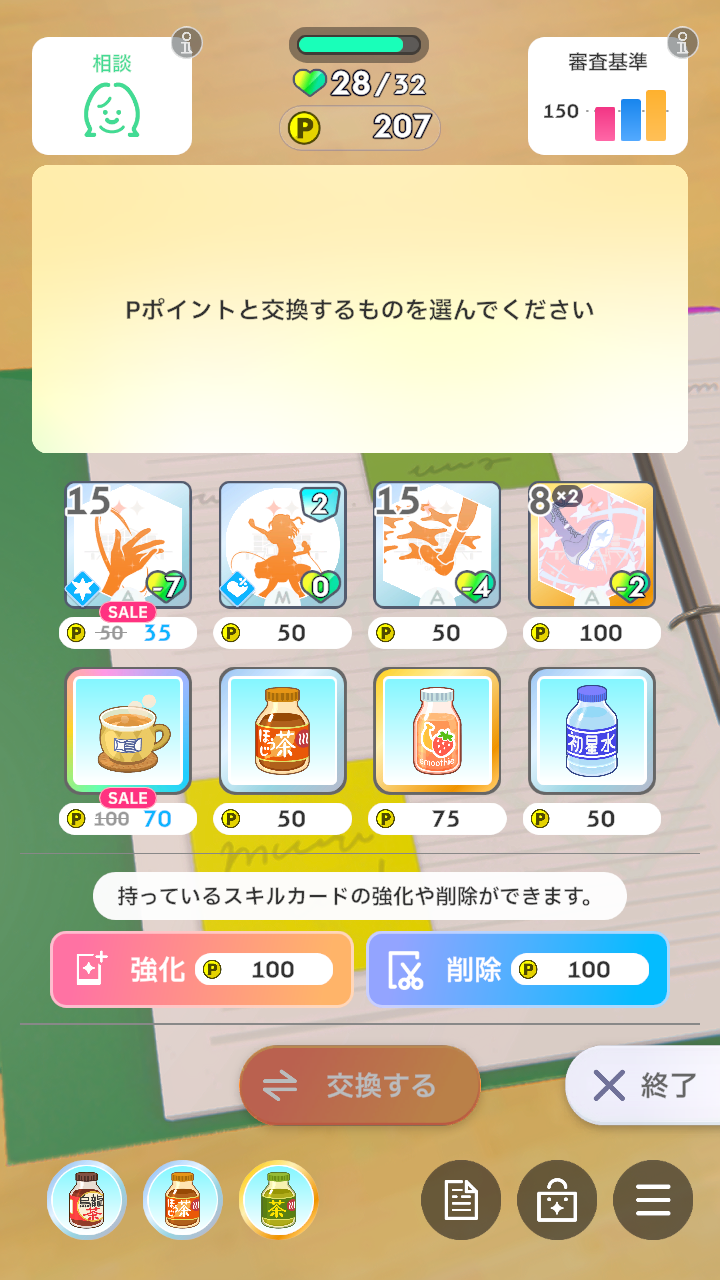 相談
28/32
P 207
審査基準
150
Pポイントと交換するものを選んでください
15
-7
A
2
0
M
15
-4
A
8 ×2
-2
A
SALE
P 50 35
P 50
P 50
P 100
ほうじ茶
smoothie
初星水
SALE
P 100 70
P 50
P 75
P 50
持っているスキルカードの強化や削除ができます。
強化 P 100
削除 P 100
交換する
終了
烏龍茶
ほうじ茶
茶